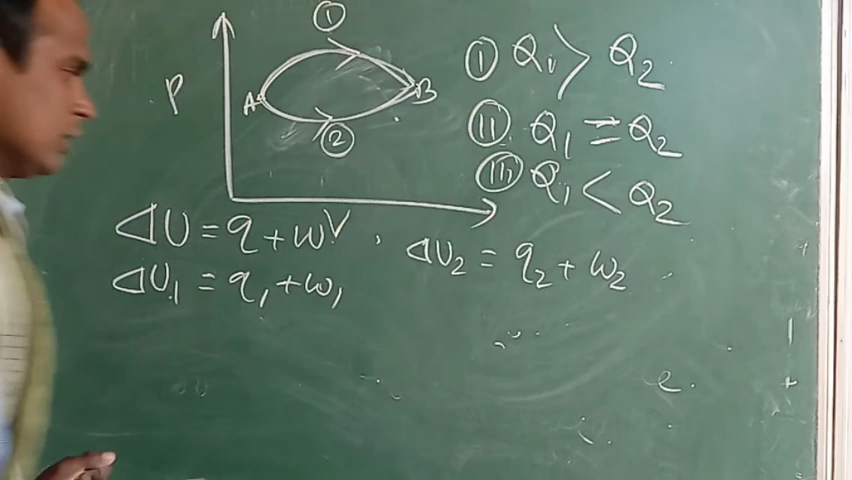 ①
P
A
B
②
V
Ⓘ Q₁ > Q₂
Ⓘⓘ Q₁ = Q₂
Ⓘⓘⓘ Q₁ < Q₂
ΔU = q + w
ΔU₁ = q₁ + w₁
ΔU₂ = q₂ + w₂